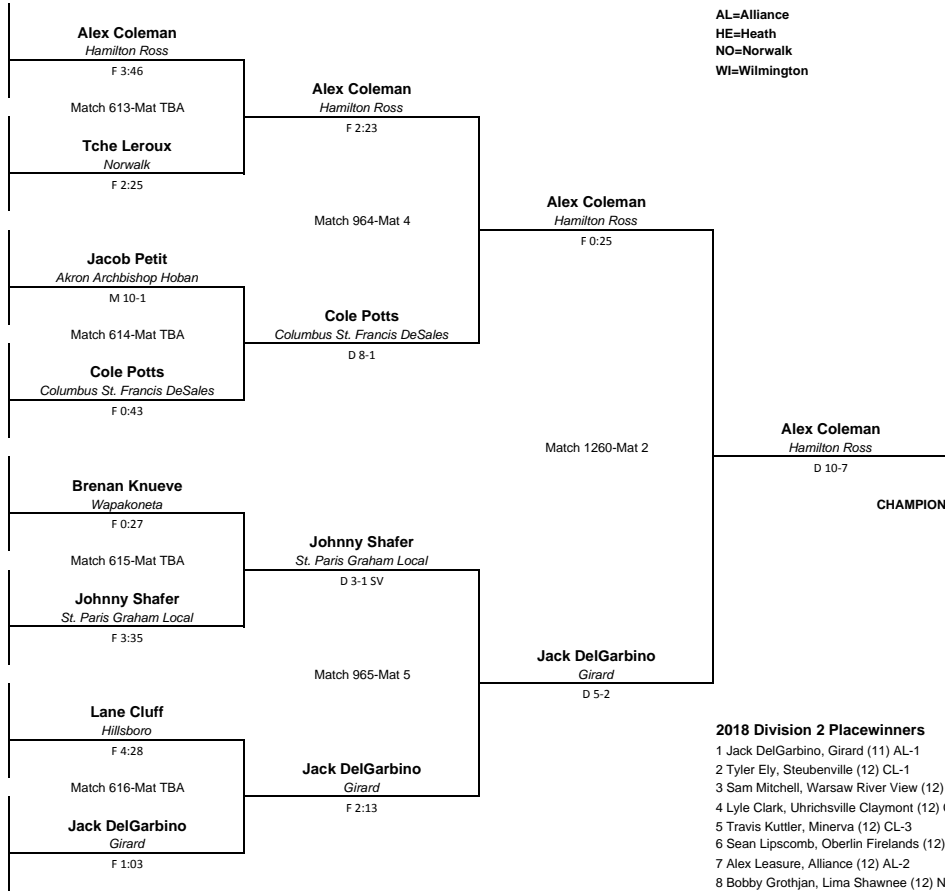 AL=Alliance
HE=Heath
NO=Norwalk
WI=Wilmington
Alex Coleman
Hamilton Ross
F 3:46
Match 613-Mat TBA
Tche Leroux
Norwalk
F 2:25
Jacob Petit
Akron Archbishop Hoban
M 10-1
Match 614-Mat TBA
Cole Potts
Columbus St. Francis DeSales
F 0:43
Brenan Knueve
Wapakoneta
F 0:27
Match 615-Mat TBA
Johnny Shafer
St. Paris Graham Local
F 3:35
Lane Cluff
Hillsboro
F 4:28
Match 616-Mat TBA
Jack DelGarbino
Girard
F 1:03
Alex Coleman
Hamilton Ross
F 2:23
Match 964-Mat 4
Cole Potts
Columbus St. Francis DeSales
D 8-1
Johnny Shafer
St. Paris Graham Local
D 3-1 SV
Match 965-Mat 5
Jack DelGarbino
Girard
F 2:13
Alex Coleman
Hamilton Ross
F 0:25
Match 1260-Mat 2
Jack DelGarbino
Girard
D 5-2
Alex Coleman
Hamilton Ross
D 10-7
CHAMPION
2018 Division 2 Placewinners
1 Jack DelGarbino, Girard (11) AL-1
2 Tyler Ely, Steubenville (12) CL-1
3 Sam Mitchell, Warsaw River View (12)
4 Lyle Clark, Uhrichsville Claymont (12)
5 Travis Kuttler, Minerva (12) CL-3
6 Sean Lipscomb, Oberlin Firelands (12)
7 Alex Leasure, Alliance (12) AL-2
8 Bobby Grothjan, Lima Shawnee (12) N